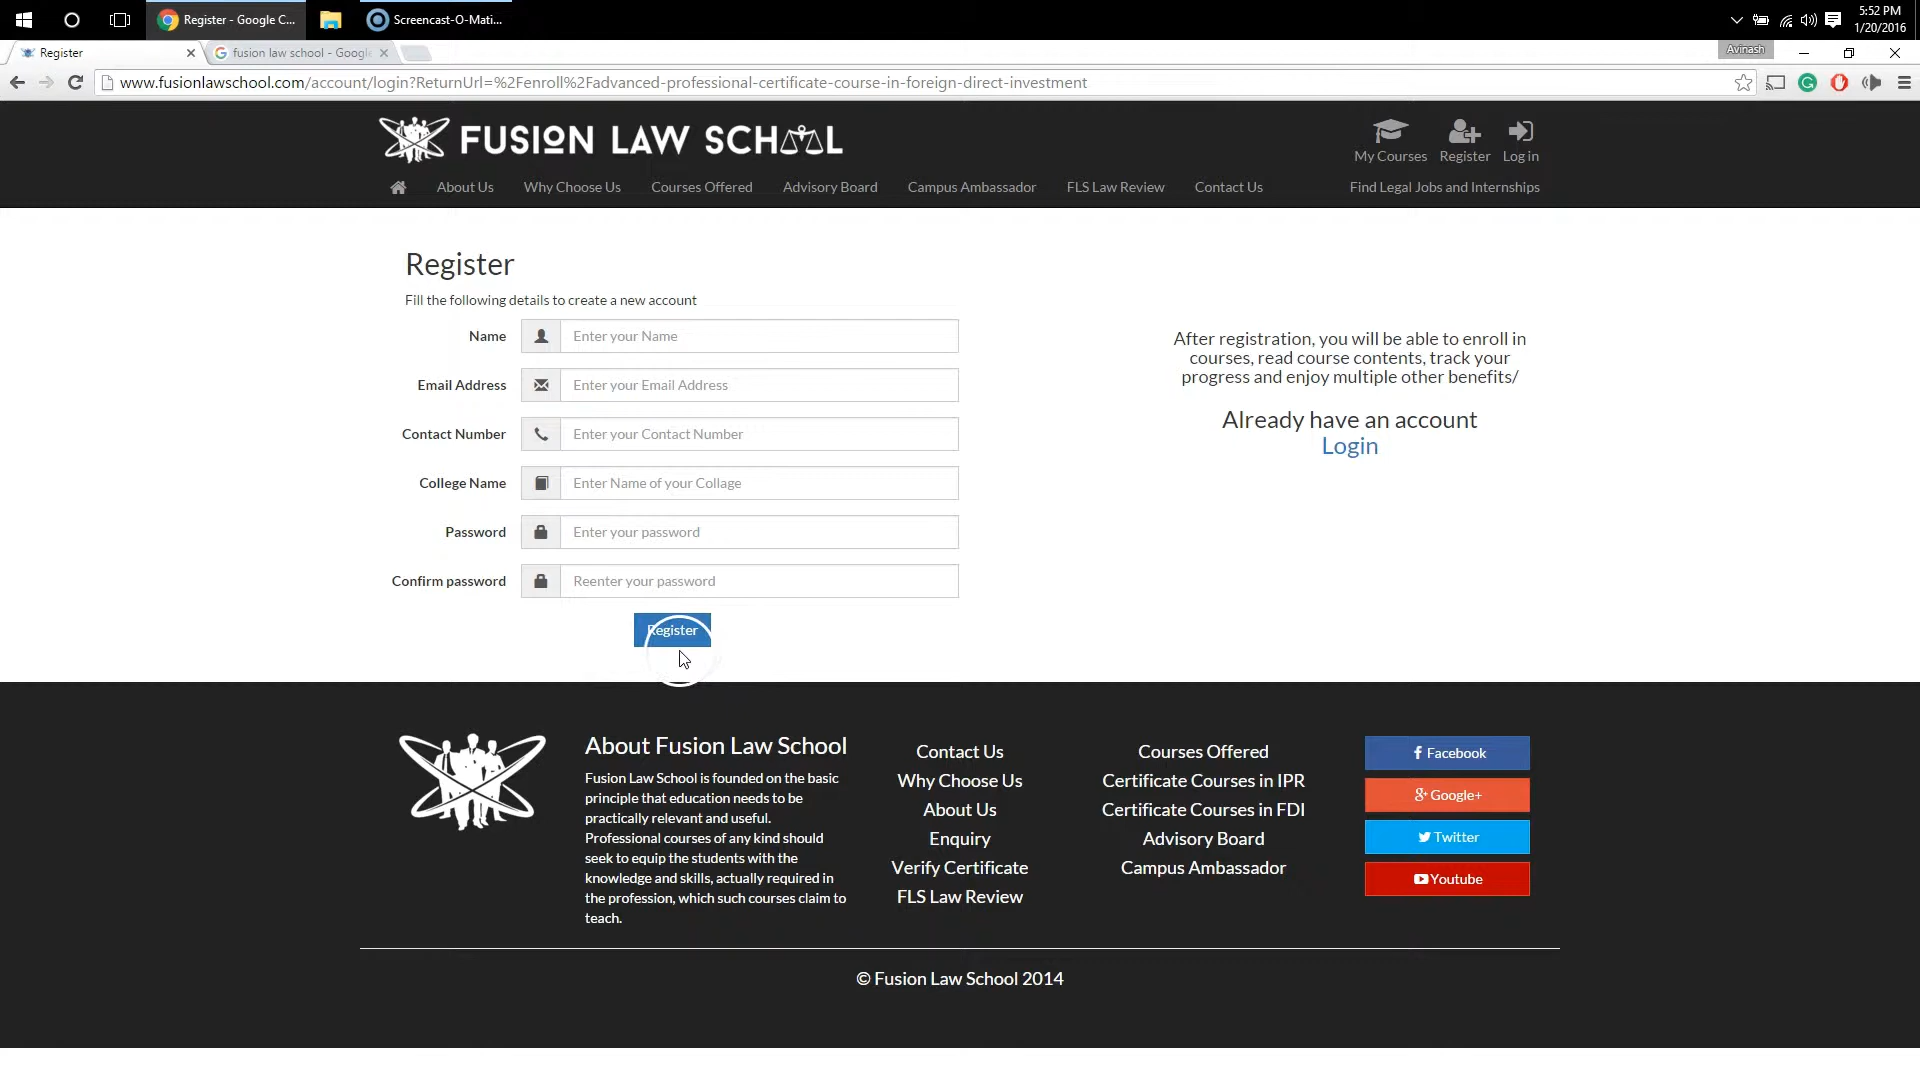 Register - Google C...
Screencast-O-Mati...
5:52 PM
1/20/2016
Register
fusion law school - Google
Avinash
www.fusionlawschool.com/account/login?ReturnUrl=%2Fenroll%2Fadvanced-professional-certificate-course-in-foreign-direct-investment
FUSION LAW SCHOOL
My Courses
Register
Log in
About Us
Why Choose Us
Courses Offered
Advisory Board
Campus Ambassador
FLS Law Review
Contact Us
Find Legal Jobs and Internships
Register
Fill the following details to create a new account
Name
Enter your Name
Email Address
Enter your Email Address
Contact Number
Enter your Contact Number
College Name
Enter Name of your Collage
Password
Enter your password
Confirm password
Reenter your password
Register
After registration, you will be able to enroll in
courses, read course contents, track your
progress and enjoy multiple other benefits/
Already have an account
Login
About Fusion Law School
Fusion Law School is founded on the basic
principle that education needs to be
practically relevant and useful.
Professional courses of any kind should
seek to equip the students with the
knowledge and skills, actually required in
the profession, which such courses claim to
teach.
Contact Us
Why Choose Us
About Us
Enquiry
Verify Certificate
FLS Law Review
Courses Offered
Certificate Courses in IPR
Certificate Courses in FDI
Advisory Board
Campus Ambassador
Facebook
Google+
Twitter
Youtube
© Fusion Law School 2014